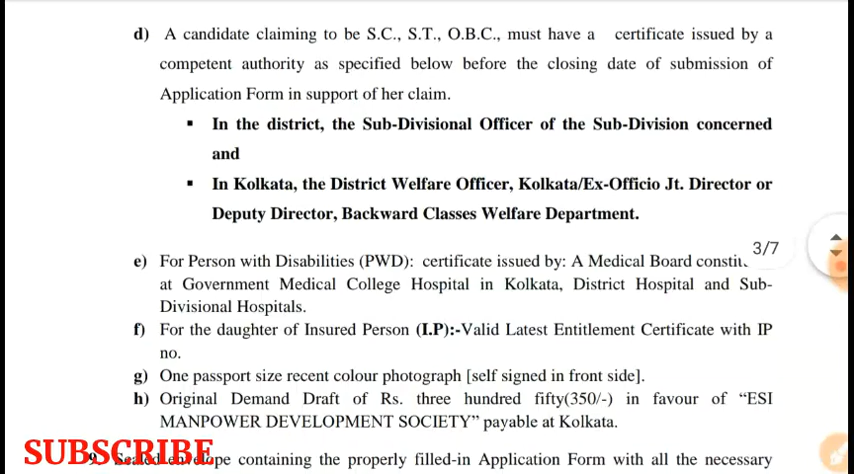 d) A candidate claiming to be S.C., S.T., O.B.C., must have a certificate issued by a
competent authority as specified below before the closing date of submission of
Application Form in support of her claim.
▪ In the district, the Sub-Divisional Officer of the Sub-Division concerned
and
▪ In Kolkata, the District Welfare Officer, Kolkata/Ex-Officio Jt. Director or
Deputy Director, Backward Classes Welfare Department.
3/7
e) For Person with Disabilities (PWD): certificate issued by: A Medical Board
at Government Medical College Hospital in Kolkata, District Hospital and Sub-
Divisional Hospitals.
f) For the daughter of Insured Person (I.P):-Valid Latest Entitlement Certificate with IP
no.
g) One passport size recent colour photograph [self signed in front side].
h) Original Demand Draft of Rs. three hundred fifty(350/-) in favour of “ESI
MANPOWER DEVELOPMENT SOCIETY” payable at Kolkata.
SUBSCRIBE
9. Sealed envelope containing the properly filled-in Application Form with all the necessary